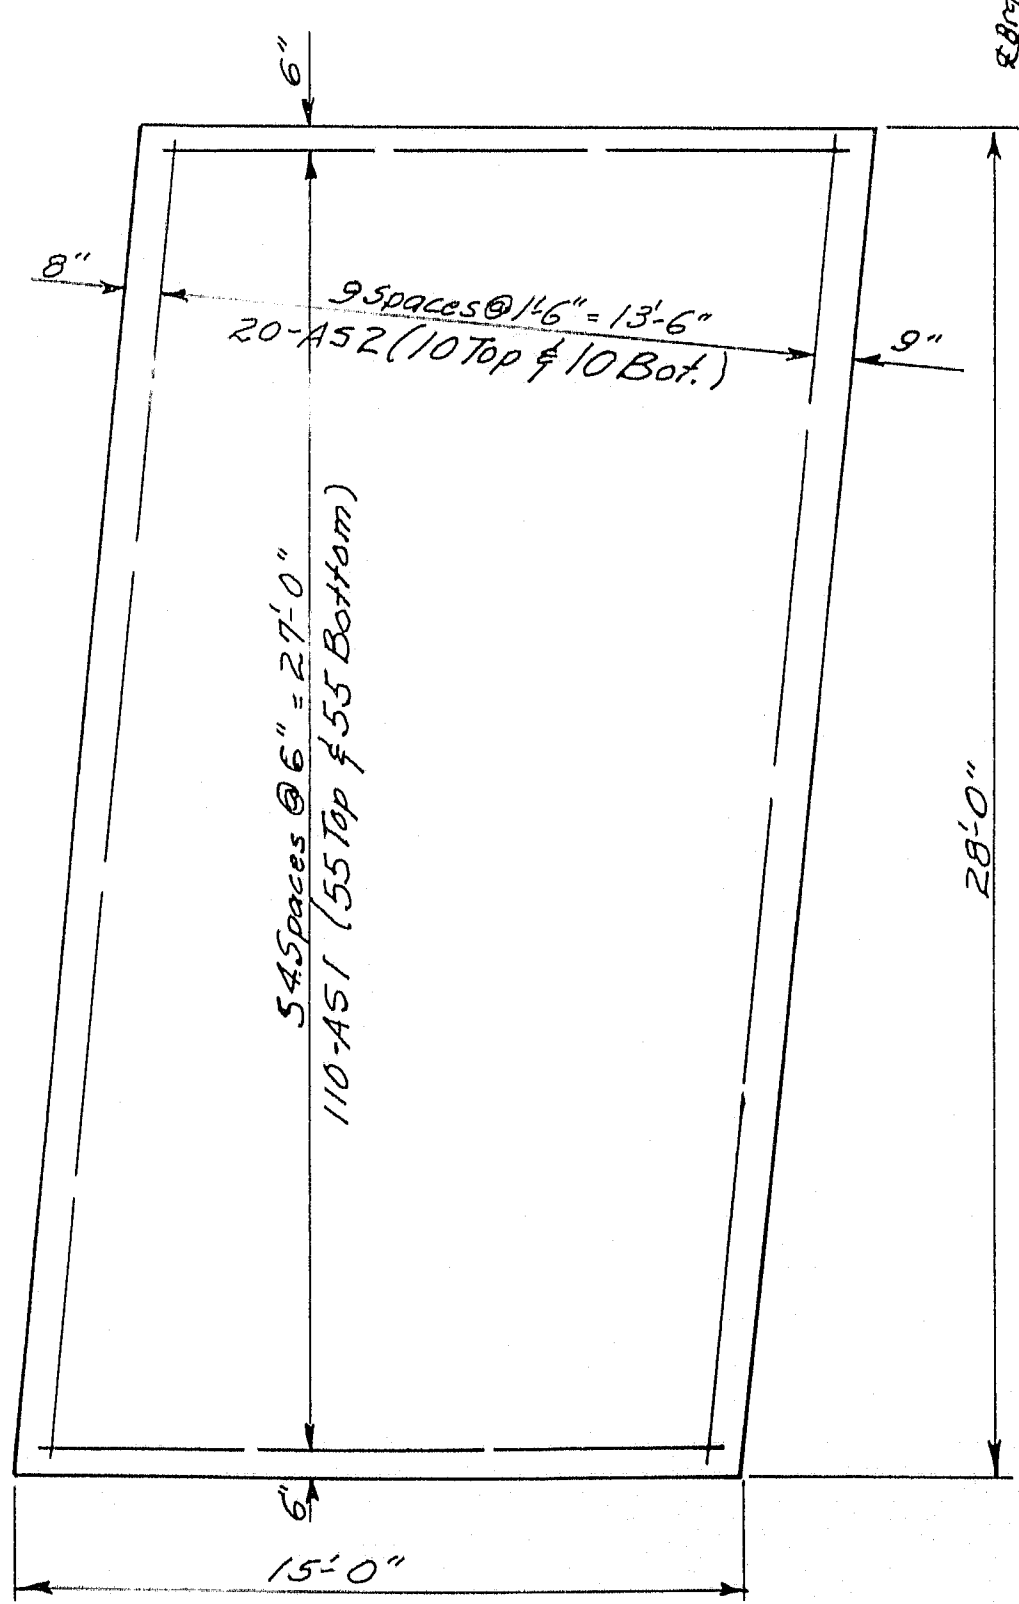 6"
8"
9 Spaces @ 1'-6" = 13'-6"
20-AS2 (10 Top & 10 Bot.)
9"
54 Spaces @ 6" = 27'-0"
110-AS1 (55 Top & 55 Bottom)
28'-0"
6"
15'-0"